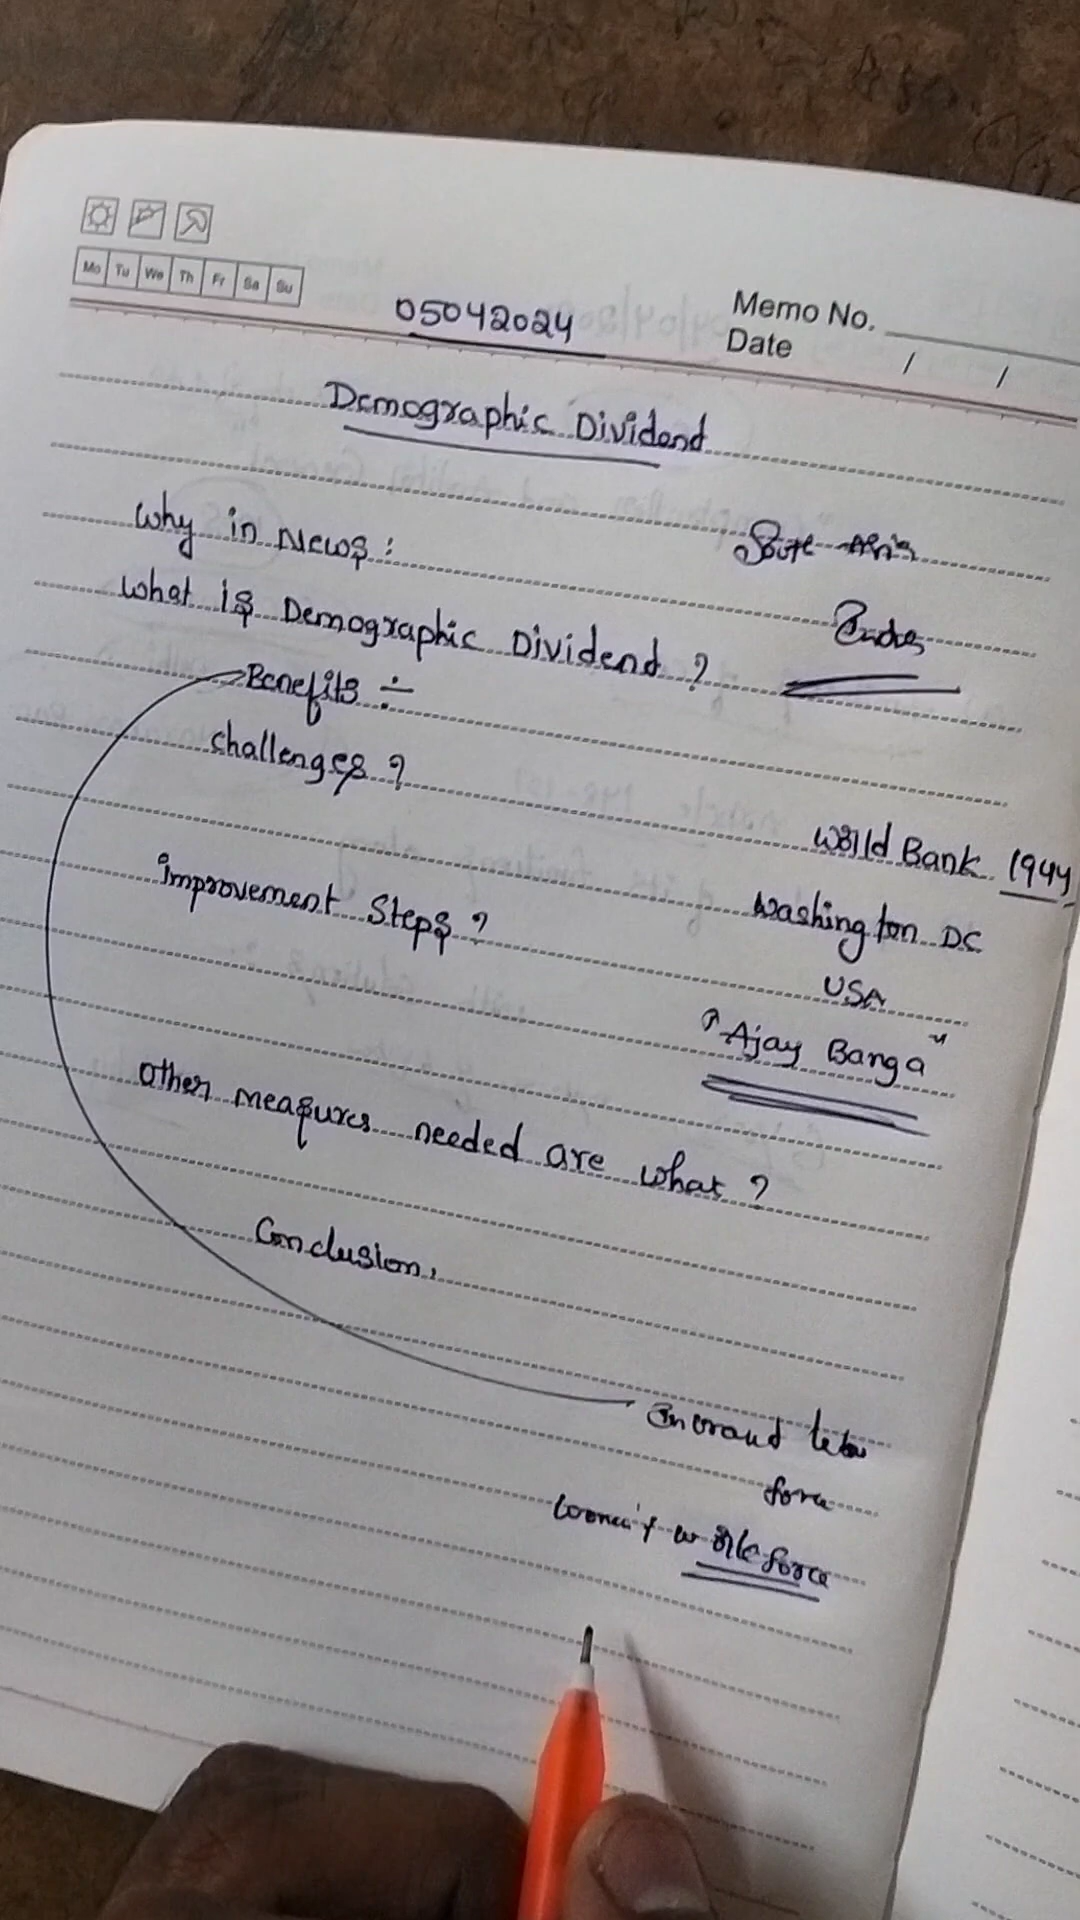 Mo Tu We Th Fr Sa Su
05042024
Memo No.
Date / /
Demographic Dividend
Why in News :
What is Demographic Dividend ?
Benefits ÷
challenges ?
World Bank 1944
Washington DC
USA
"Ajay Banga"
improvement Steps ?
other measures needed are what ?
Conclusion.
force
force